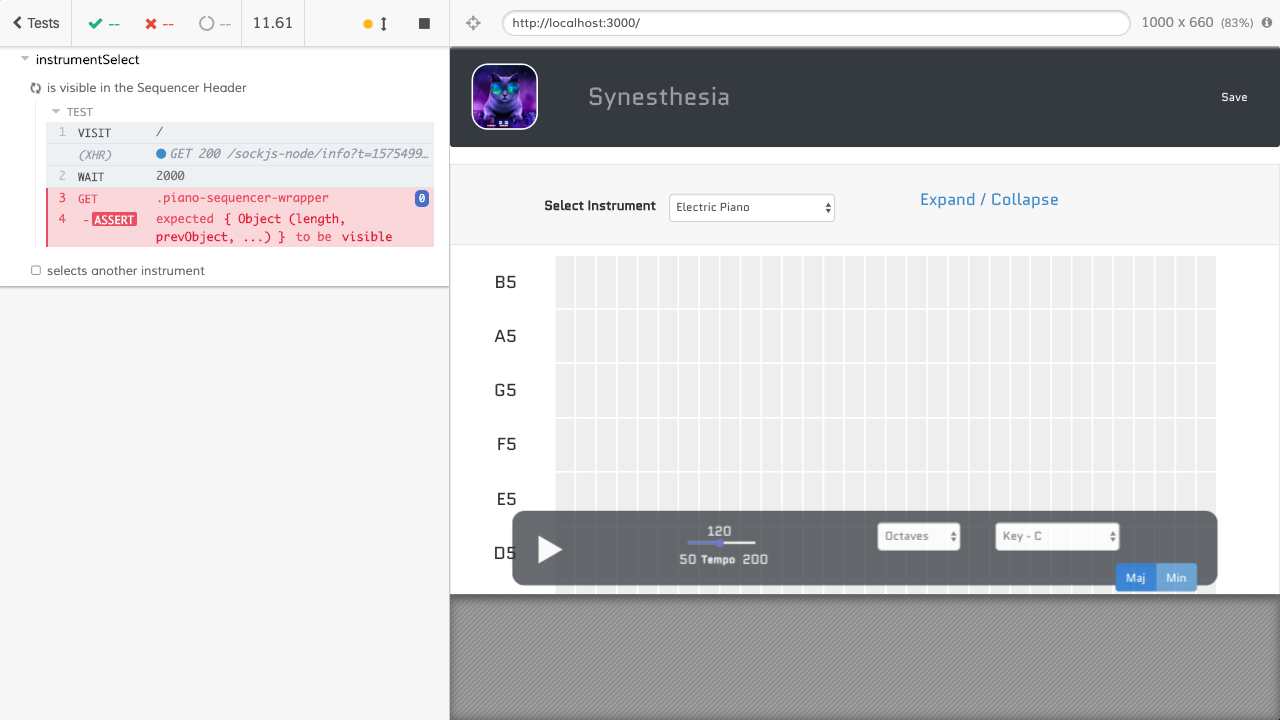 Tests
--
--
--
11.61
http://localhost:3000/
1000 x 660 (83%)
instrumentSelect
is visible in the Sequencer Header
TEST
1 VISIT /
(XHR) GET 200 /sockjs-node/info?t=1575499…
2 WAIT 2000
3 GET .piano-sequencer-wrapper 0
4 -ASSERT expected { Object (length,
prevObject, ...) } to be visible
selects another instrument
Synesthesia
Save
Select Instrument Electric Piano
Expand / Collapse
B5
A5
G5
F5
E5
D5
120
50 Tempo 200
Octaves
Key - C
Maj Min